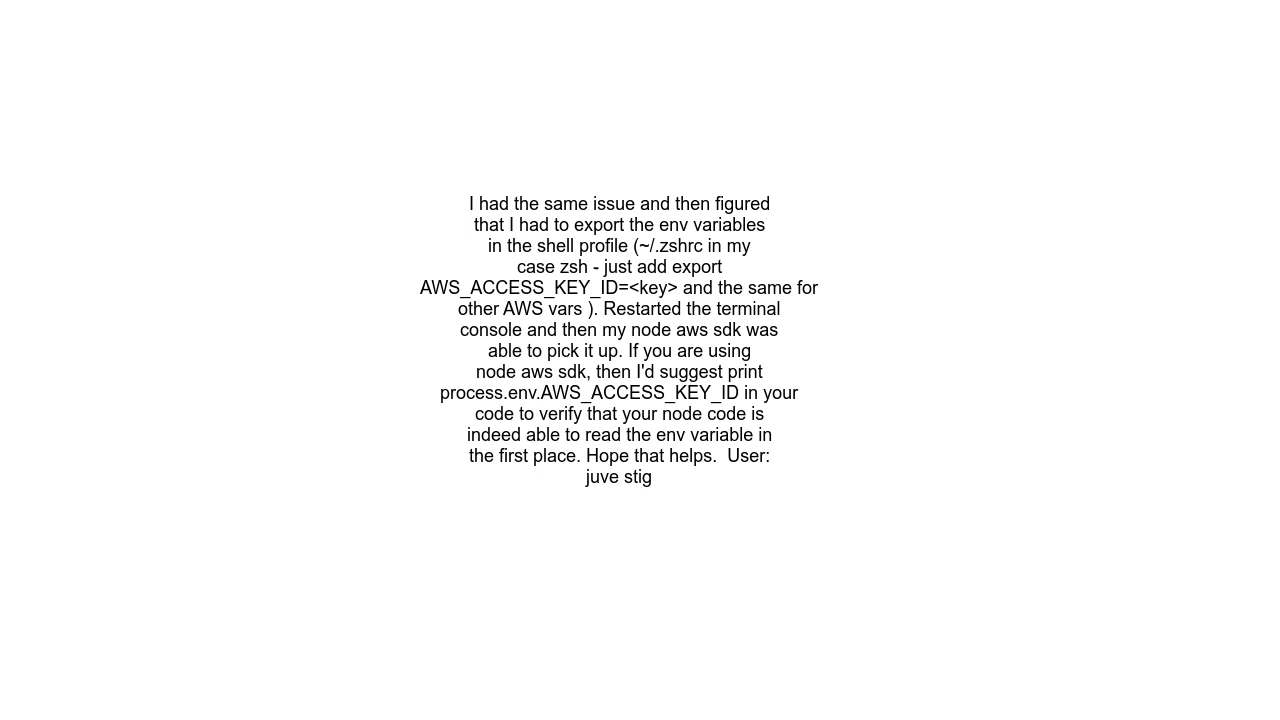 I had the same issue and then figured
that I had to export the env variables
in the shell profile (~/.zshrc in my
case zsh - just add export
AWS_ACCESS_KEY_ID=<key> and the same for
other AWS vars ). Restarted the terminal
console and then my node aws sdk was
able to pick it up. If you are using
node aws sdk, then I'd suggest print
process.env.AWS_ACCESS_KEY_ID in your
code to verify that your node code is
indeed able to read the env variable in
the first place. Hope that helps.  User:
juve stig